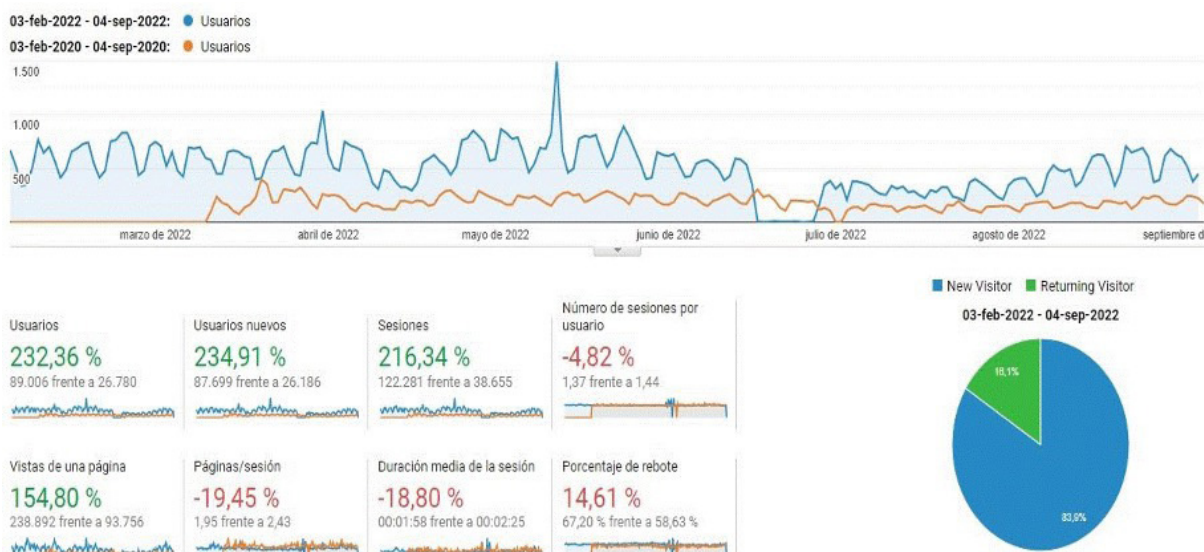 03-feb-2022 - 04-sep-2022: Usuarios
03-feb-2020 - 04-sep-2020: Usuarios
1.500
1.000
500
marzo de 2022 abril de 2022 mayo de 2022 junio de 2022 julio de 2022 agosto de 2022 septiembre d
New Visitor Returning Visitor
03-feb-2022 - 04-sep-2022
Usuarios
232,36 %
89.006 frente a 26.780
Usuarios nuevos
234,91 %
87.699 frente a 26.186
Sesiones
216,34 %
122.281 frente a 38.655
Número de sesiones por
usuario
-4,82 %
1,37 frente a 1,44
Vistas de una página
154,80 %
238.892 frente a 93.756
Páginas/sesión
-19,45 %
1,95 frente a 2,43
Duración media de la sesión
-18,80 %
00:01:58 frente a 00:02:25
Porcentaje de rebote
14,61 %
67,20 % frente a 58,63 %
16,1%
83,9%